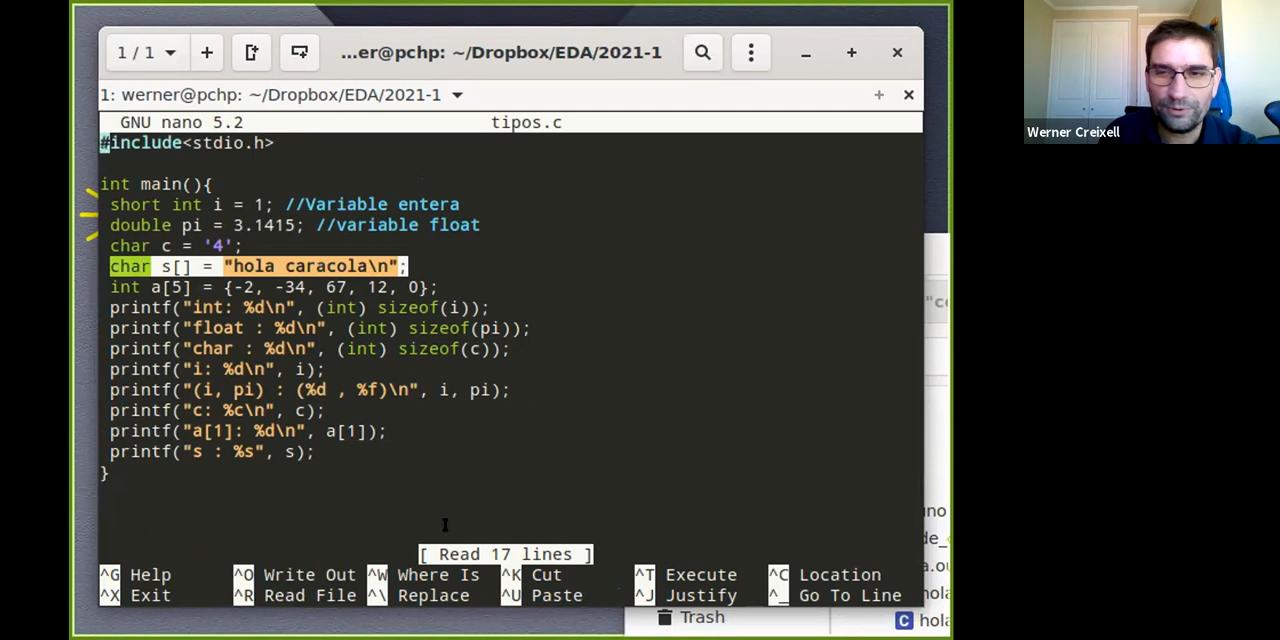 1 / 1
...er@pchp: ~/Dropbox/EDA/2021-1
1: werner@pchp: ~/Dropbox/EDA/2021-1
GNU nano 5.2 tipos.c
#include<stdio.h>
int main(){
short int i = 1; //Variable entera
double pi = 3.1415; //variable float
char c = '4';
char s[] = "hola caracola\n";
int a[5] = {-2, -34, 67, 12, 0};
printf("int: %d\n", (int) sizeof(i));
printf("float : %d\n", (int) sizeof(pi));
printf("char : %d\n", (int) sizeof(c));
printf("i: %d\n", i);
printf("(i, pi) : (%d , %f)\n", i, pi);
printf("c: %c\n", c);
printf("a[1]: %d\n", a[1]);
printf("s : %s", s);
}
[ Read 17 lines ]
^G Help ^O Write Out ^W Where Is ^K Cut ^T Execute ^C Location
^X Exit ^R Read File ^\ Replace ^U Paste ^J Justify ^_ Go To Line
Trash
Werner Creixell